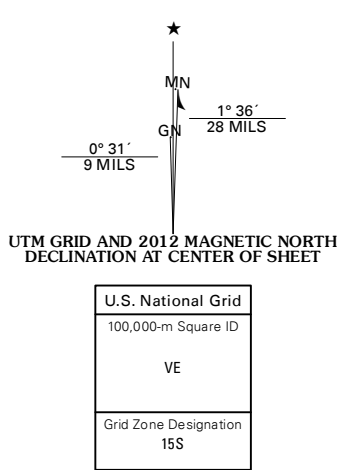 ★
MN
1° 36´
28 MILS
GN
0° 31´
9 MILS
UTM GRID AND 2012 MAGNETIC NORTH
DECLINATION AT CENTER OF SHEET
U.S. National Grid
100,000-m Square ID
VE
Grid Zone Designation
15S